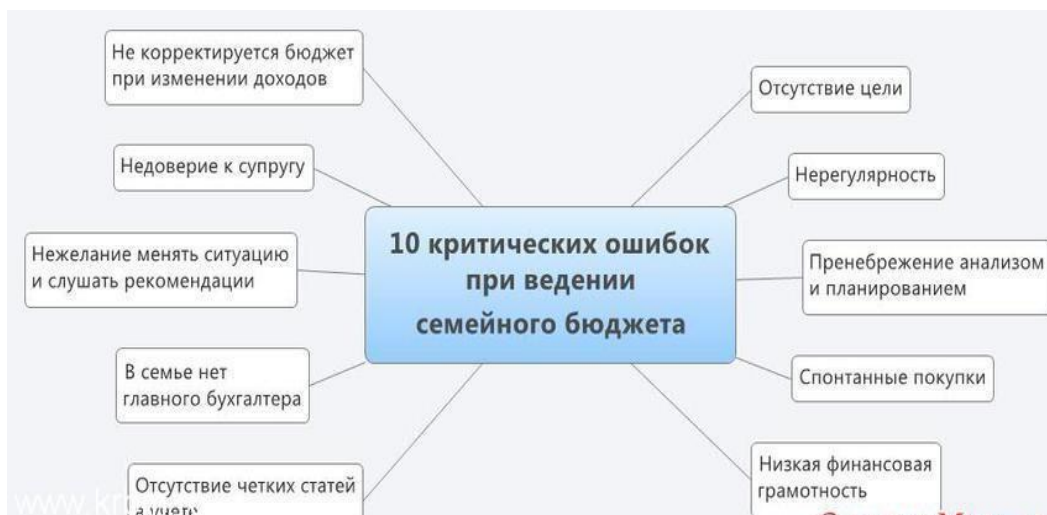 10 критических ошибок
при ведении
семейного бюджета
Отсутствие цели
Нерегулярность
Пренебрежение анализом
и планированием
Спонтанные покупки
Низкая финансовая
грамотность
Отсутствие четких статей
В семье нет
главного бухгалтера
Нежелание менять ситуацию
и слушать рекомендации
Недоверие к супругу
Не корректируется бюджет
при изменении доходов